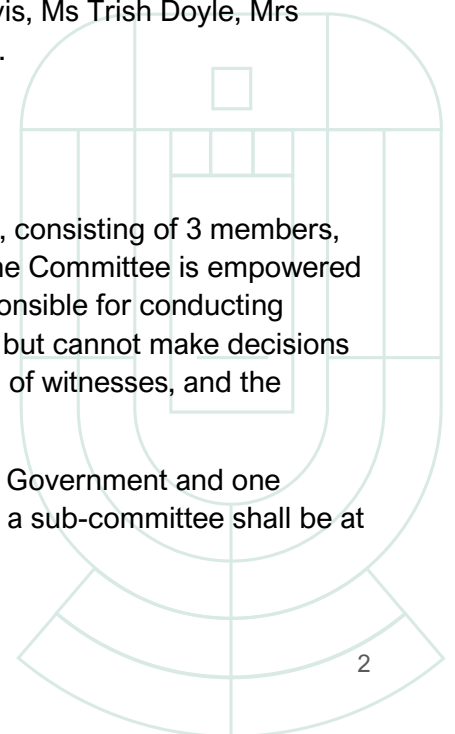 vis, Ms Trish Doyle, Mrs
.
, consisting of 3 members,
ne Committee is empowered
onsible for conducting
but cannot make decisions
of witnesses, and the
Government and one
a sub-committee shall be at
2